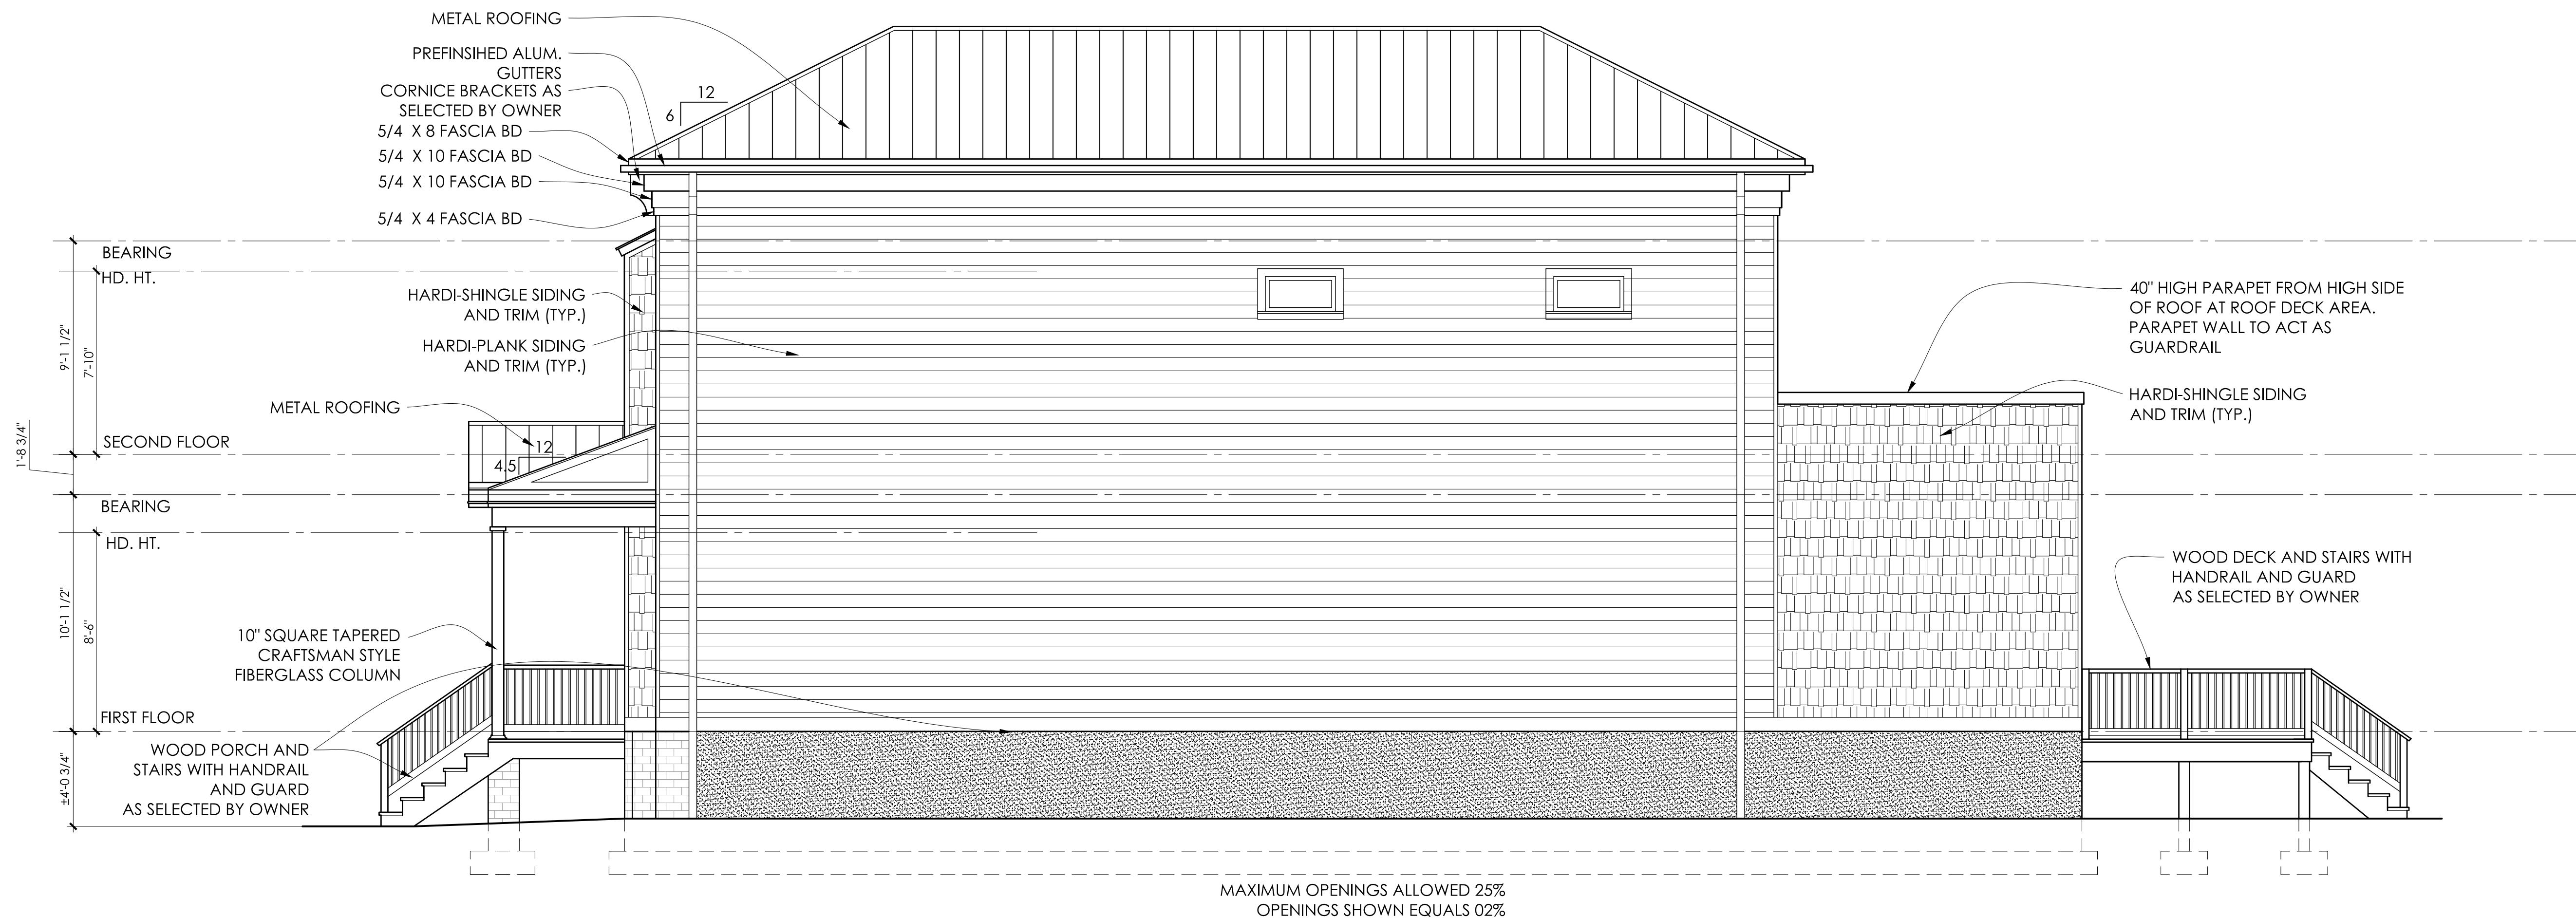 METAL ROOFING
PREFINSIHED ALUM.
GUTTERS
CORNICE BRACKETS AS
SELECTED BY OWNER
5/4 X 8 FASCIA BD
5/4 X 10 FASCIA BD
5/4 X 10 FASCIA BD
5/4 X 4 FASCIA BD
12
6
BEARING
HD. HT.
9'-1 1/2"
7'-10"
HARDI-SHINGLE SIDING
AND TRIM (TYP.)
HARDI-PLANK SIDING
AND TRIM (TYP.)
METAL ROOFING
12
4.5
1'-8 3/4"
SECOND FLOOR
BEARING
HD. HT.
10'-1 1/2"
8'-6"
10" SQUARE TAPERED
CRAFTSMAN STYLE
FIBERGLASS COLUMN
FIRST FLOOR
±4'-0 3/4"
WOOD PORCH AND
STAIRS WITH HANDRAIL
AND GUARD
AS SELECTED BY OWNER
40" HIGH PARAPET FROM HIGH SIDE
OF ROOF AT ROOF DECK AREA.
PARAPET WALL TO ACT AS
GUARDRAIL
HARDI-SHINGLE SIDING
AND TRIM (TYP.)
WOOD DECK AND STAIRS WITH
HANDRAIL AND GUARD
AS SELECTED BY OWNER
MAXIMUM OPENINGS ALLOWED 25%
OPENINGS SHOWN EQUALS 02%